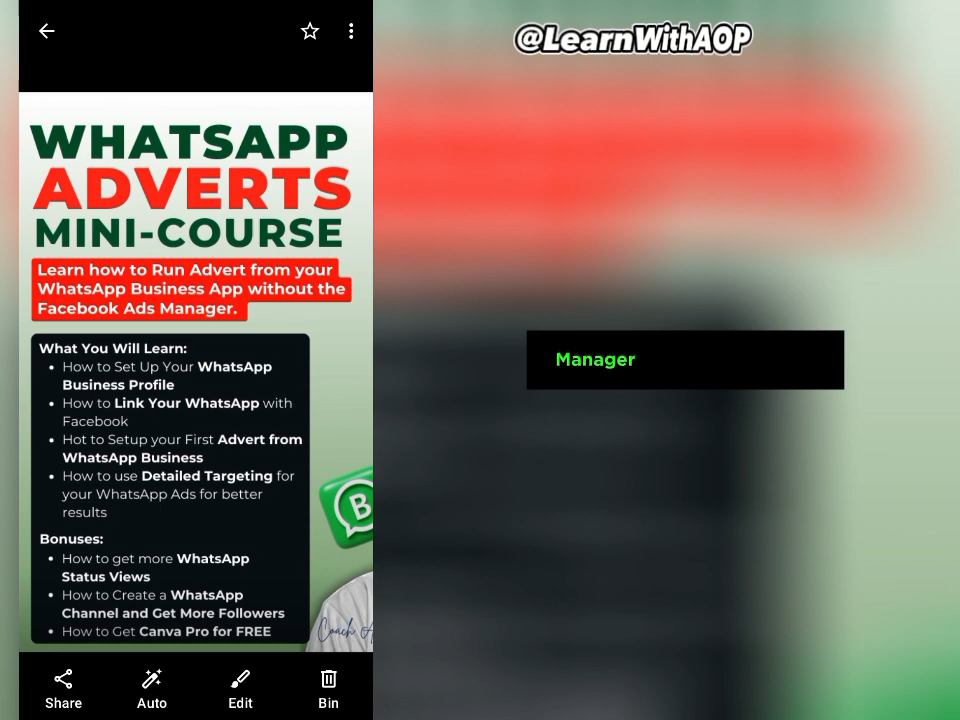 @LearnWithAOP
WHATSAPP
ADVERTS
MINI-COURSE
Learn how to Run Advert from your
WhatsApp Business App without the
Facebook Ads Manager.
What You Will Learn:
• How to Set Up Your WhatsApp
Business Profile
• How to Link Your WhatsApp with
Facebook
• Hot to Setup your First Advert from
WhatsApp Business
• How to use Detailed Targeting for
your WhatsApp Ads for better
results
Bonuses:
• How to get more WhatsApp
Status Views
• How to Create a WhatsApp
Channel and Get More Followers
• How to Get Canva Pro for FREE
B
Coach
Share
Auto
Edit
Bin
Manager